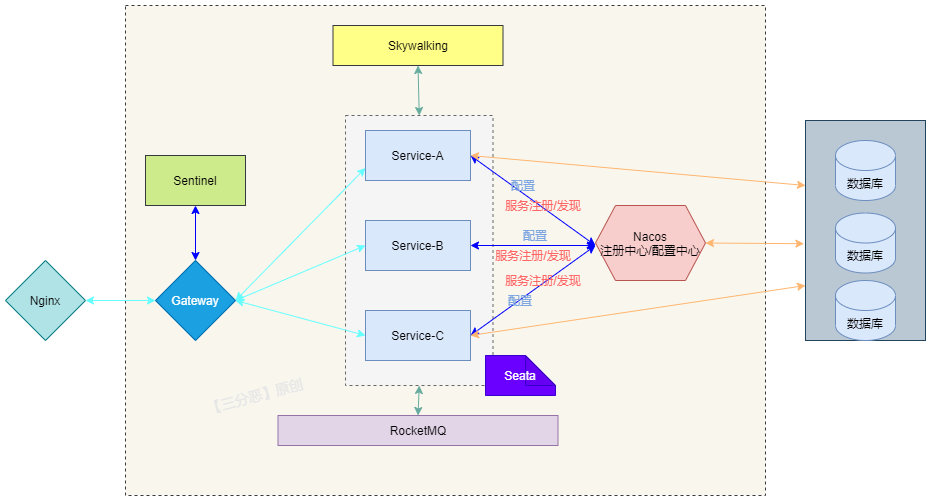 Skywalking
Service-A
Sentinel
配置
服务注册/发现
数据库
Service-B
配置
服务注册/发现
Nacos
注册中心/配置中心
数据库
Nginx
Gateway
服务注册/发现
配置
Service-C
数据库
Seata
【三分恶】原创
RocketMQ